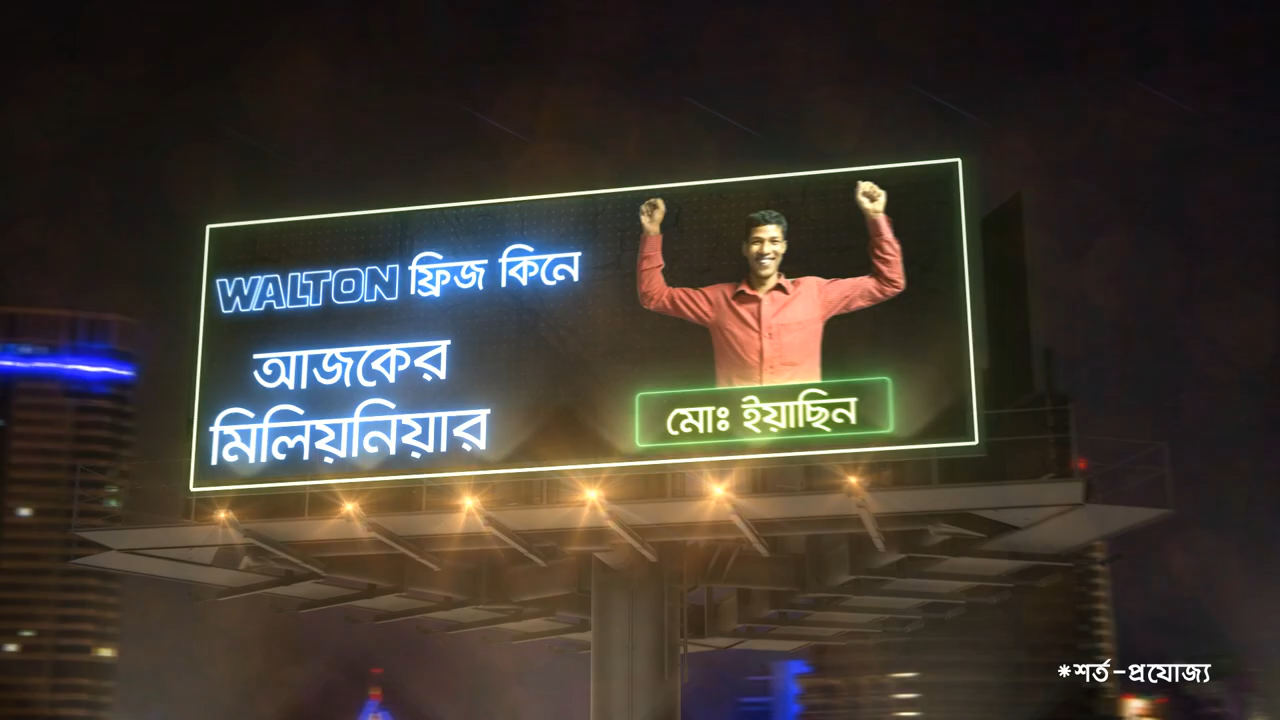 WALTON ফ্রিজ কিনে
আজকের
মিলিয়নিয়ার
মোঃ ইয়াছিন
*শর্ত-প্রযোজ্য